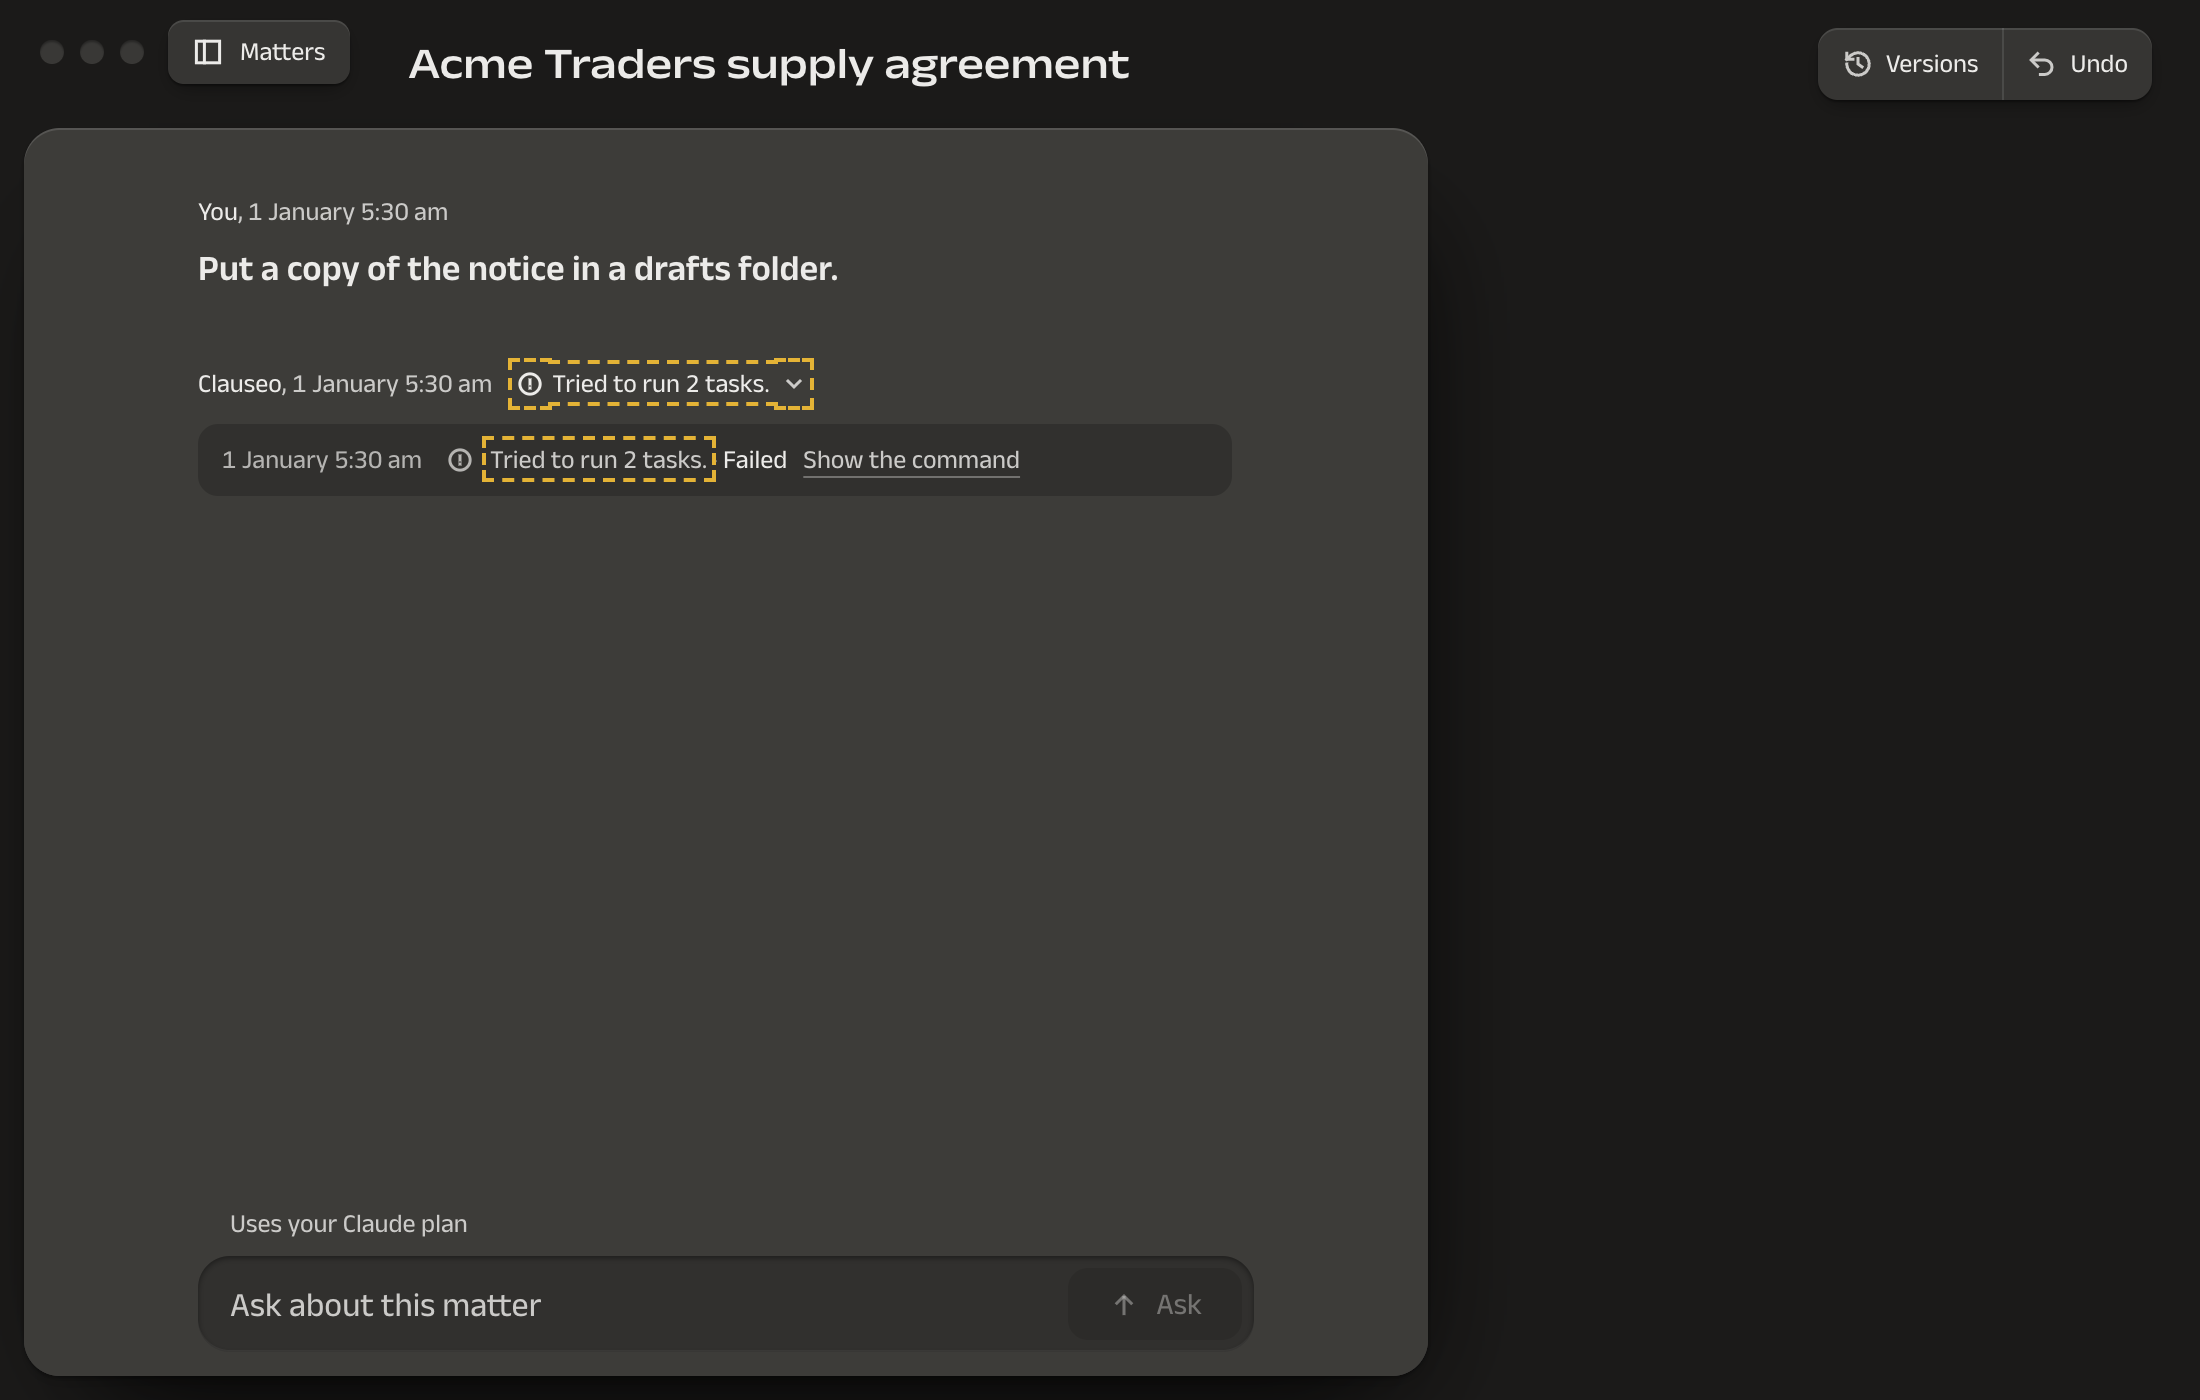 Matters
Acme Traders supply agreement
Versions
Undo
You, 1 January 5:30 am
Put a copy of the notice in a drafts folder.
Clauseo, 1 January 5:30 am Tried to run 2 tasks.
1 January 5:30 am Tried to run 2 tasks. Failed Show the command
Uses your Claude plan
Ask about this matter
Ask